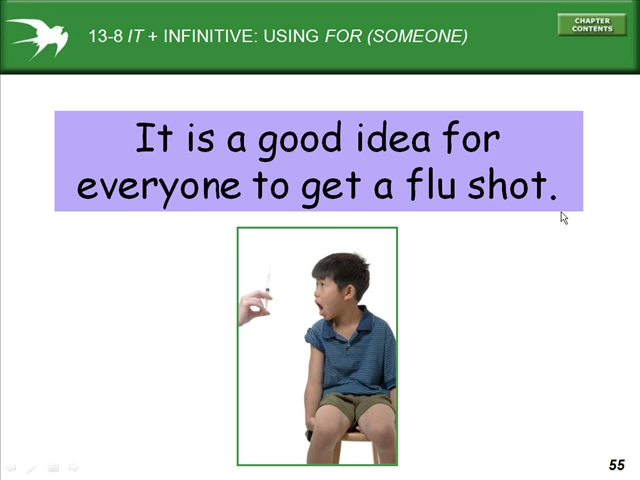 13-8 IT + INFINITIVE: USING FOR (SOMEONE)
CHAPTER
CONTENTS
It is a good idea for
everyone to get a flu shot.
55